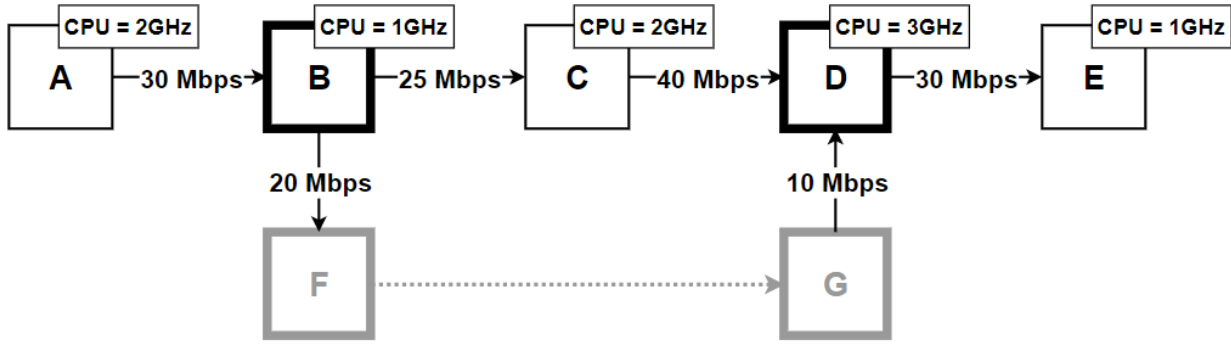 CPU = 2GHz
CPU = 1GHz
CPU = 2GHz
CPU = 3GHz
CPU = 1GHz
A
30 Mbps
B
25 Mbps
C
40 Mbps
D
30 Mbps
E
20 Mbps
10 Mbps
F
G